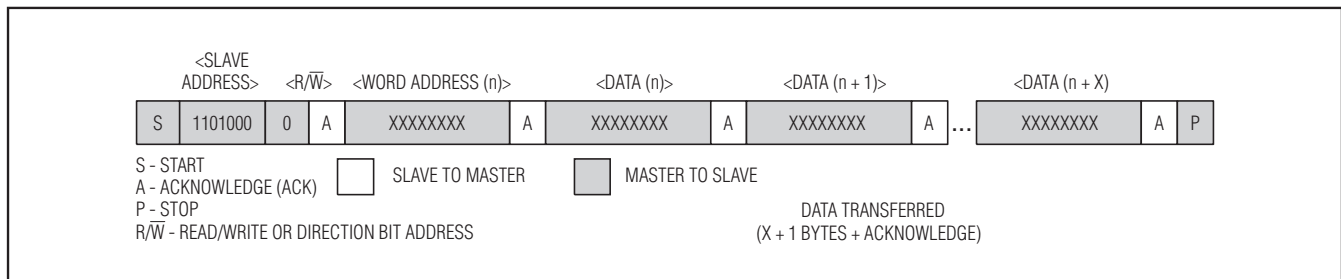 <SLAVE
ADDRESS> <R/W̅> <WORD ADDRESS (n)> <DATA (n)> <DATA (n + 1)> <DATA (n + X)
S 1101000 0 A XXXXXXXX A XXXXXXXX A XXXXXXXX A ... XXXXXXXX A P
S - START
A - ACKNOWLEDGE (ACK) SLAVE TO MASTER MASTER TO SLAVE
P - STOP DATA TRANSFERRED
R/W̅ - READ/WRITE OR DIRECTION BIT ADDRESS (X + 1 BYTES + ACKNOWLEDGE)